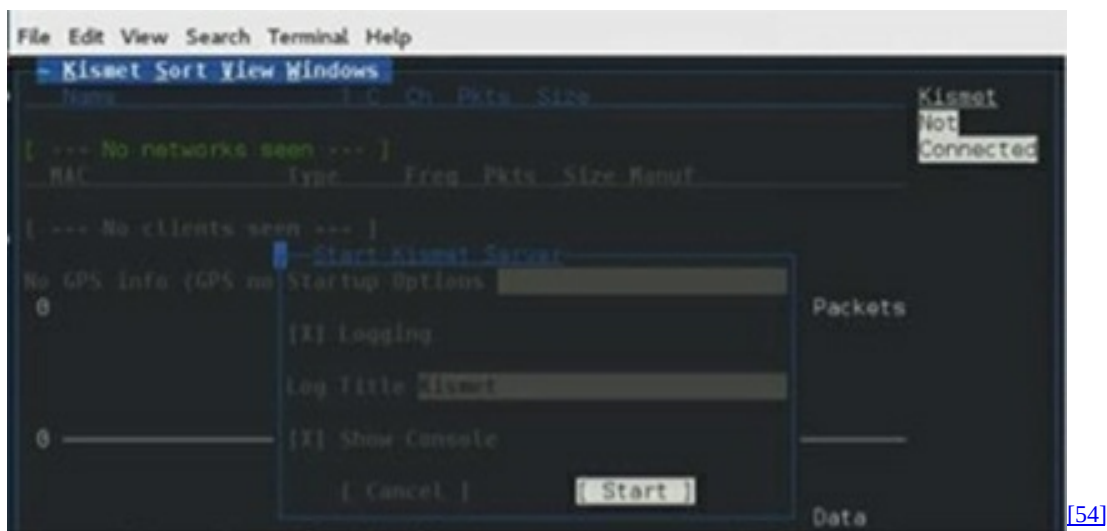 File Edit View Search Terminal Help
~ Kismet Sort View Windows
Name T C Ch Pkts Size
Kismet
Not
Connected
[ --- No networks seen --- ]
MAC Type Freq Pkts Size Manuf
[ --- No clients seen --- ]
Start Kismet Server
No GPS info (GPS no
Startup Options
0
Packets
[X] Logging
Log Title Kismet
0
[X] Show Console
[ Cancel ] [ Start ]
Data
[54]